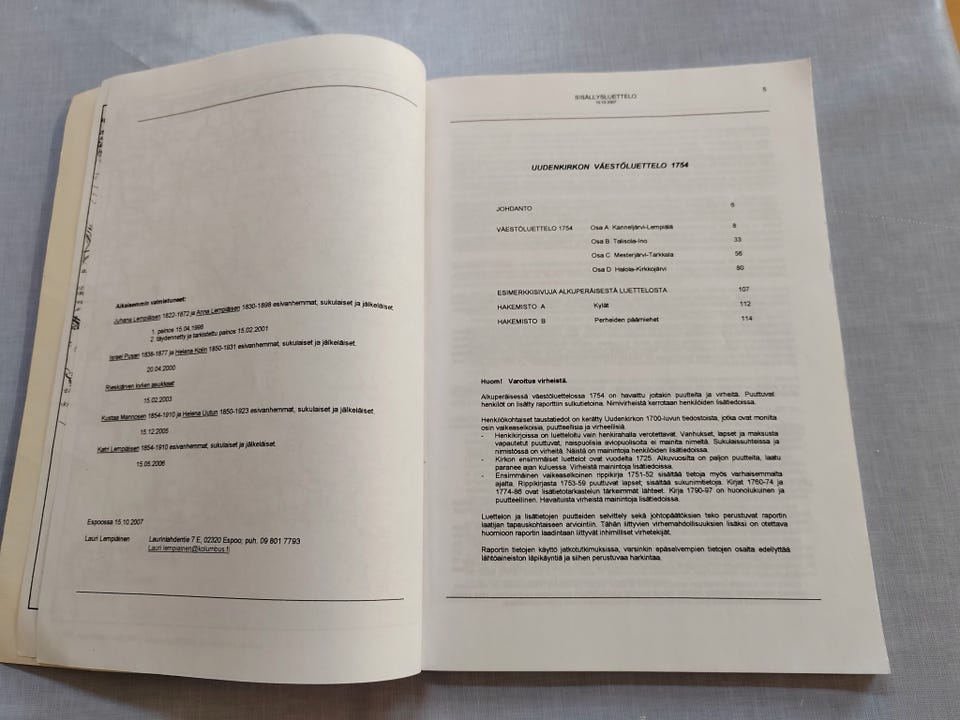 Aikaisemmin valmistuneet:
Juhana Lempiäisen 1822-1872 ja Anna Lempiäisen 1830-1898 esivanhemmat, sukulaiset ja jälkeläiset.
1. painos 15.04.1998
2. täydennetty ja tarkistettu painos 15.02.2001
Israel Pusan 1838-1877 ja Helena Kolin 1850-1931 esivanhemmat, sukulaiset ja jälkeläiset.
20.04.2000
Rieskjärven kylien asukkaat
15.02.2003
Kustaa Mannosen 1854-1910 ja Helena Uutun 1850-1923 esivanhemmat, sukulaiset ja jälkeläiset.
15.12.2005
Katri Lempiäisen 1854-1910 esivanhemmat, sukulaiset ja jälkeläiset.
15.05.2006
Espoossa 15.10.2007
Lauri Lempiäinen Laurinlahdentie 7 E, 02320 Espoo; puh. 09 801 7793
Lauri.lempiainen@kolumbus.fi
SISÄLLYSLUETTELO 5
15.10.2007
UUDENKIRKON VÄESTÖLUETTELO 1754
JOHDANTO 6
VÄESTÖLUETTELO 1754 Osa A Kanneljärvi-Lempiälä 8
Osa B Talisola-Ino 33
Osa C Mesterjärvi-Tarkkala 56
Osa D Halola-Kirkkojärvi 80
ESIMERKKISIVUJA ALKUPERÄISESTÄ LUETTELOSTA 107
HAKEMISTO A Kylät 112
HAKEMISTO B Perheiden päämiehet 114
Huom! Varoitus virheistä.
Alkuperäisessä väestöluettelossa 1754 on havaittu joitakin puutteita ja virheitä. Puuttuvat
henkilöt on lisätty raporttiin sulkutietoina. Nimivirheistä kerrotaan henkilöiden lisätiedoissa.
Henkilökohtaiset taustatiedot on kerätty Uudenkirkon 1700-luvun tiedostoista, jotka ovat monilta
osin vaikeaselkoisia, puutteellisia ja virheellisiä.
- Henkikirjoissa on luetteloitu vain henkirahalla verotettavat. Vanhukset, lapset ja maksusta
vapautetut puuttuvat, naispuolisia aviopuolisoita ei mainita nimeltä. Sukulaissuhteissa ja
nimistössä on virheitä. Näistä on mainintoja henkilöiden lisätiedoissa.
- Kirkon ensimmäiset luettelot ovat vuodelta 1725. Alkuvuosilta on paljon puutteita, laatu
paranee ajan kuluessa. Virheistä mainintoja lisätiedoissa.
- Ensimmäinen vaikeaselkoinen rippikirja 1751-52 sisältää tietoja myös varhaisemmalta
ajalta. Rippikirjasta 1753-59 puuttuvat lapset; sisältää sukunimitietoja. Kirjat 1760-74 ja
1774-86 ovat lisätietotarkastelun tärkeimmät lähteet. Kirja 1790-97 on huonolukuinen ja
puutteellinen. Havaituista virheistä mainintoja lisätiedoissa.
Luettelon ja lisätietojen puutteiden selvittely sekä johtopäätöksien teko perustuvat raportin
laatijan tapauskohtaiseen arviointiin. Tähän liittyvien virhemahdollisuuksien lisäksi on otettava
huomioon raportin laadintaan liittyvät inhimilliset virhetekijät.
Raportin tietojen käyttö jatkotutkimuksissa, varsinkin epäselvempien tietojen osalta edellyttää
lähtöaineiston läpikäyntiä ja siihen perustuvaa harkintaa.